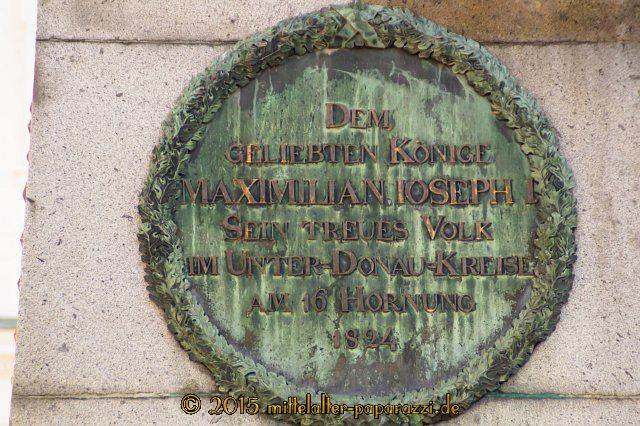 DEM
GELIEBTEN KÖNIGE
MAXIMILIAN IOSEPH I
SEIN TREUES VOLK
IM UNTER-DONAU-KREISE
AM 16 HORNUNG
1824
© 2015 mittelalter-paparazzi.de